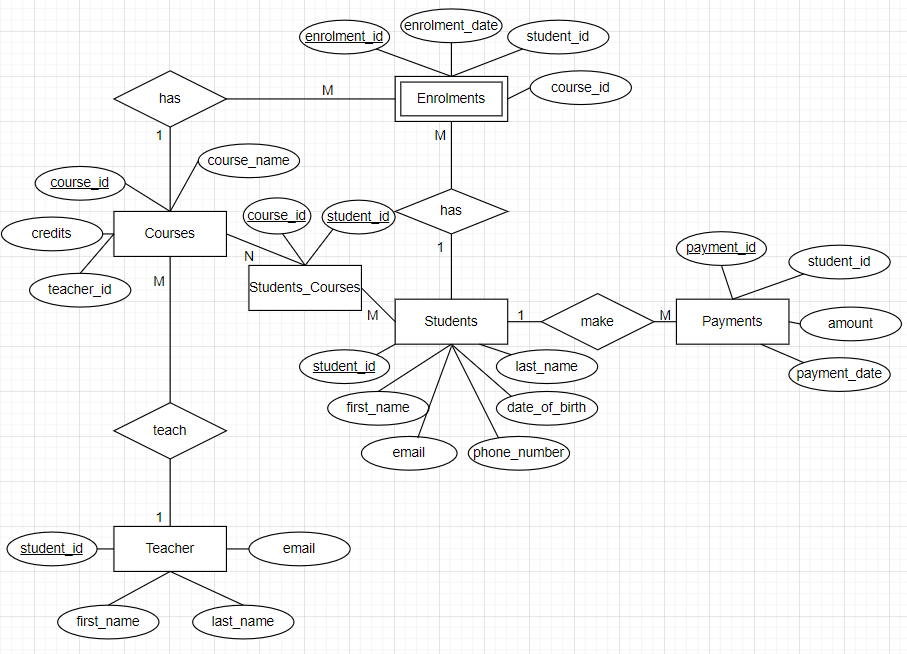 enrolment_date
enrolment_id
student_id
course_id
Enrolments
has
M
1
M
course_name
course_id
credits
Courses
teacher_id
course_id
student_id
has
N
1
M
Students_Courses
M
payment_id
student_id
Students
1
make
M
Payments
amount
payment_date
student_id
last_name
first_name
date_of_birth
email
phone_number
teach
1
student_id
Teacher
email
first_name
last_name